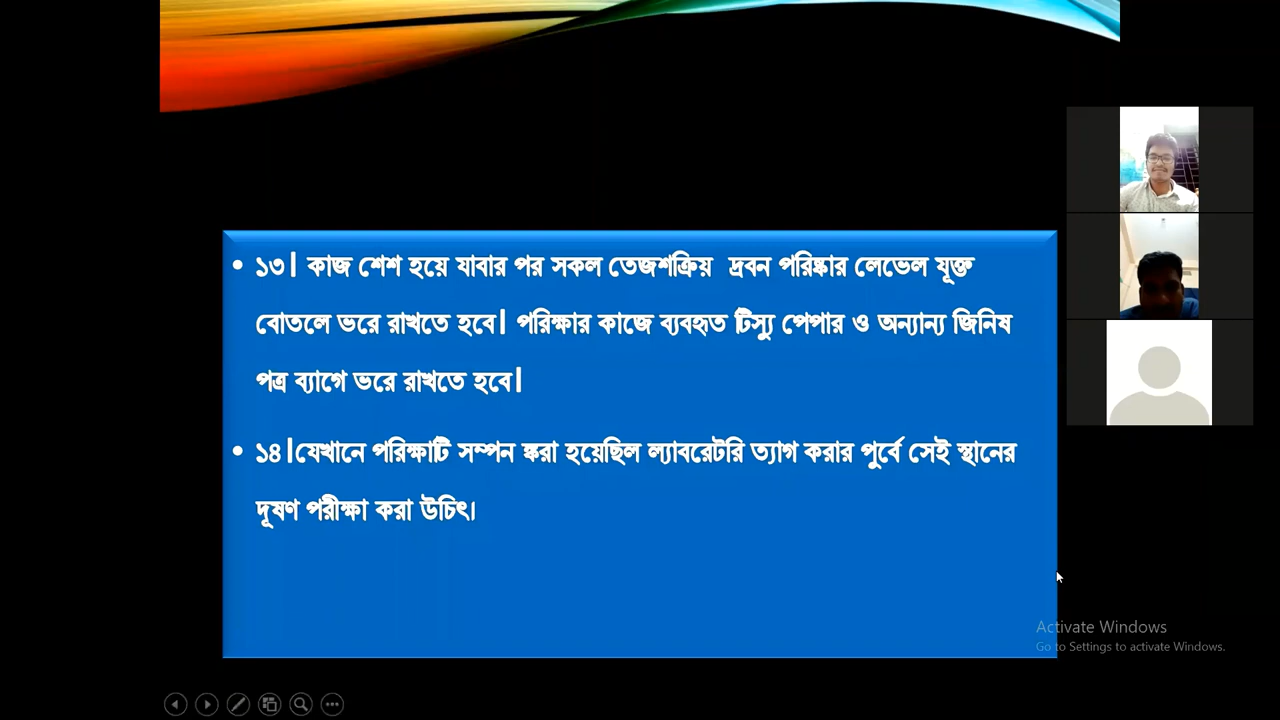 • ১৩| কাজ শেশ হয়ে যাবার পর সকল তেজশক্রিয় দ্রবন পরিষ্কার লেভেল যূক্ত
বোতলে ভরে রাখতে হবে| পরিক্ষার কাজে ব্যবহৃত টিস্যু পেপার ও অন্যান্য জিনিষ
পত্র ব্যাগে ভরে রাখতে হবে|
• ১৪|যেখানে পরিক্ষাটি সম্পন ঙ্করা হয়েছিল ল্যাবরেটরি ত্যাগ করার পুর্বে সেই স্থানের
দূষণ পরীক্ষা করা উচিৎ।
Activate Windows
Go to Settings to activate Windows.